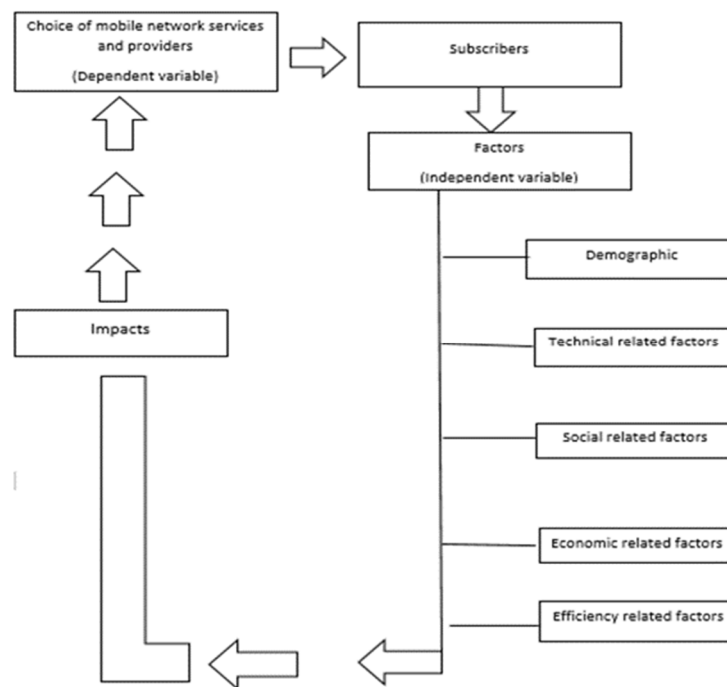 Choice of mobile network services
and providers
(Dependent variable)
Subscribers
Factors
(Independent variable)
Demographic
Technical related factors
Social related factors
Economic related factors
Efficiency related factors
Impacts